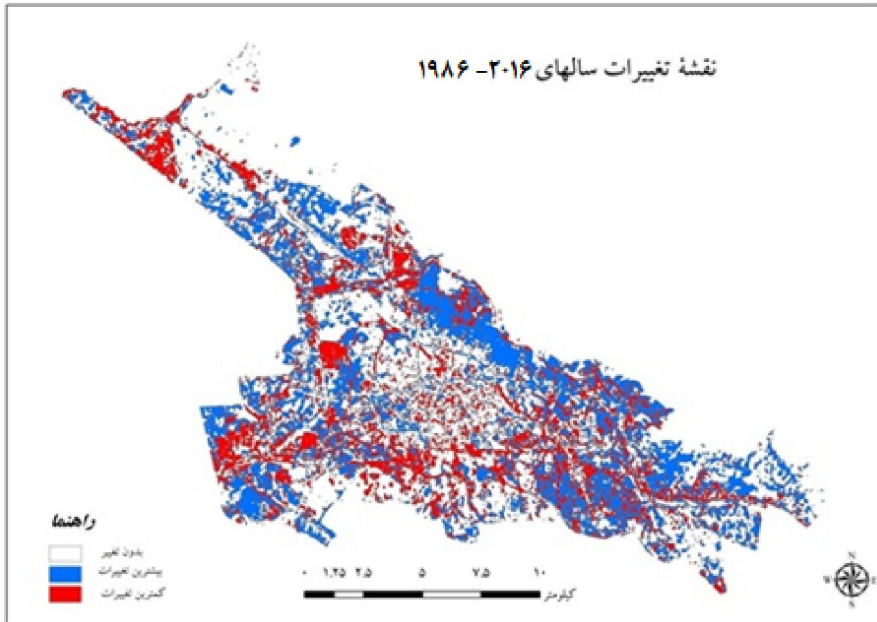 نقشهٔ تغییرات سالهای ۲۰۱۶- ۱۹۸۶
راهنما
بدون تغییر
بیشترین تغییرات
کمترین تغییرات
۰ ۱.۲۵ ۲.۵ ۵ ۷.۵ ۱۰
کیلومتر
N
W E
S